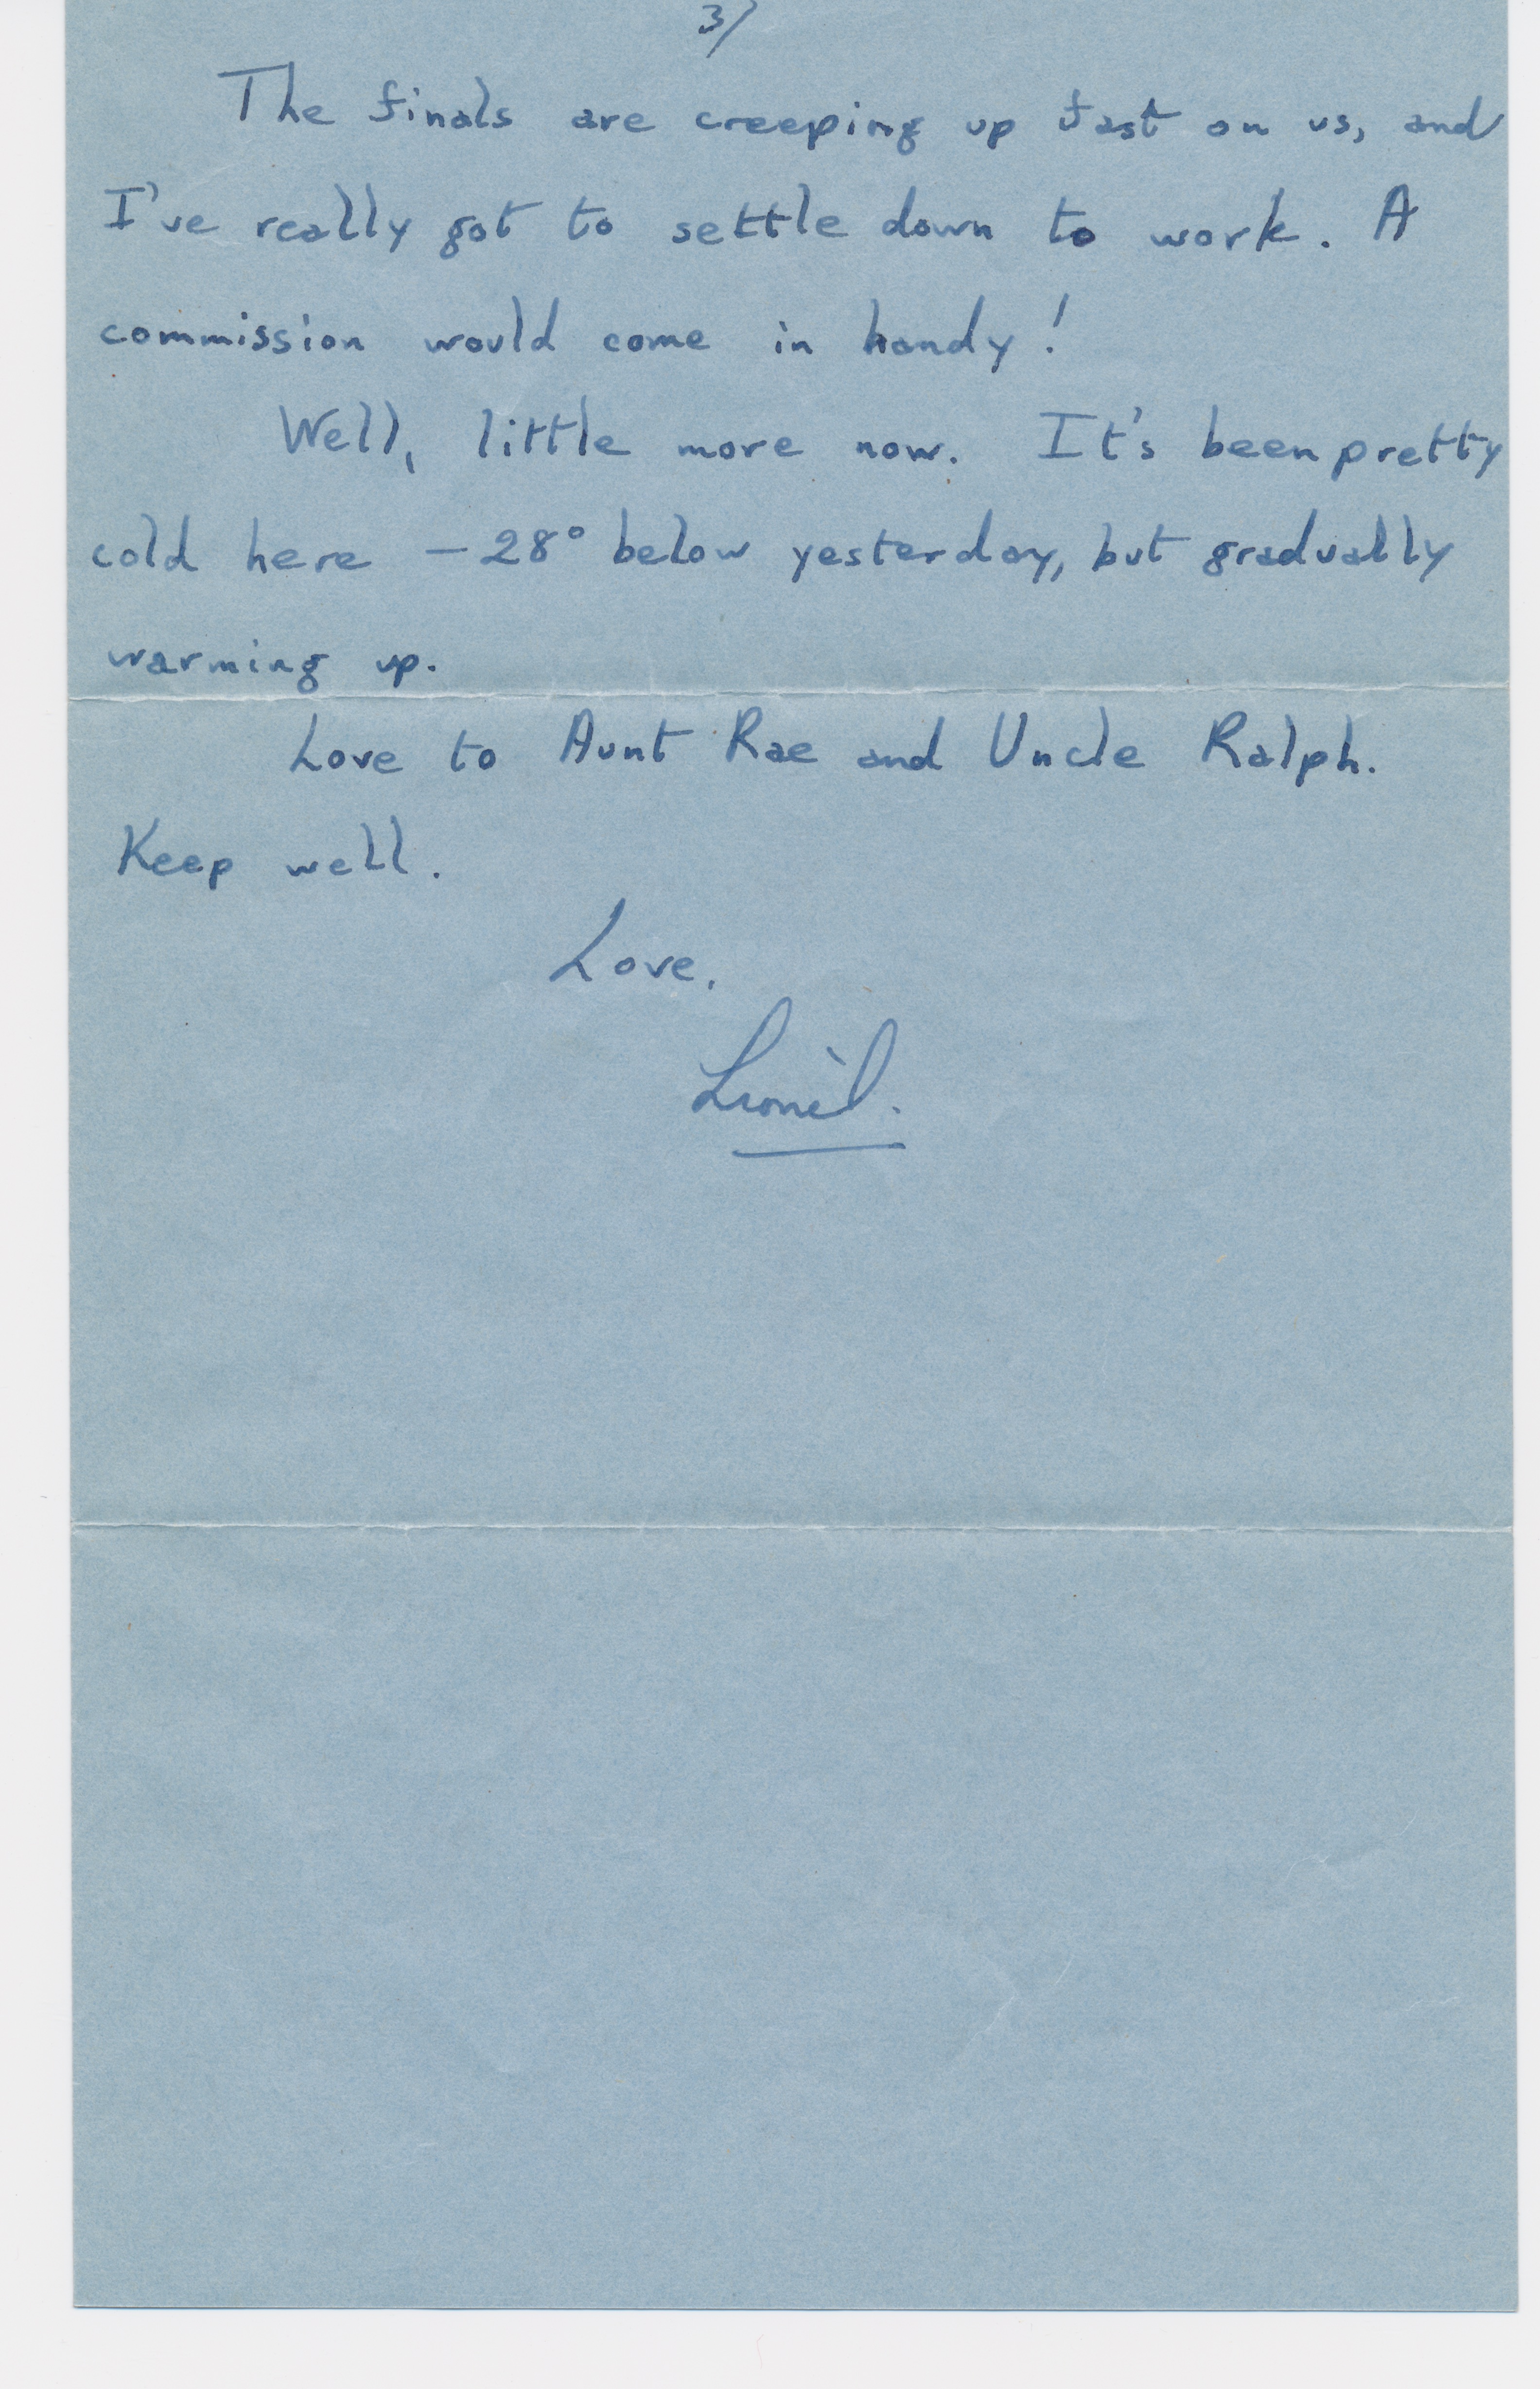 3/
The finals are creeping up fast on us, and
I've really got to settle down to work. A
commission would come in handy!
Well, little more now. It's been pretty
cold here - 28° below yesterday, but gradually
warming up.
Love to Aunt Rae and Uncle Ralph.
Keep well.
Love,
Lionel.